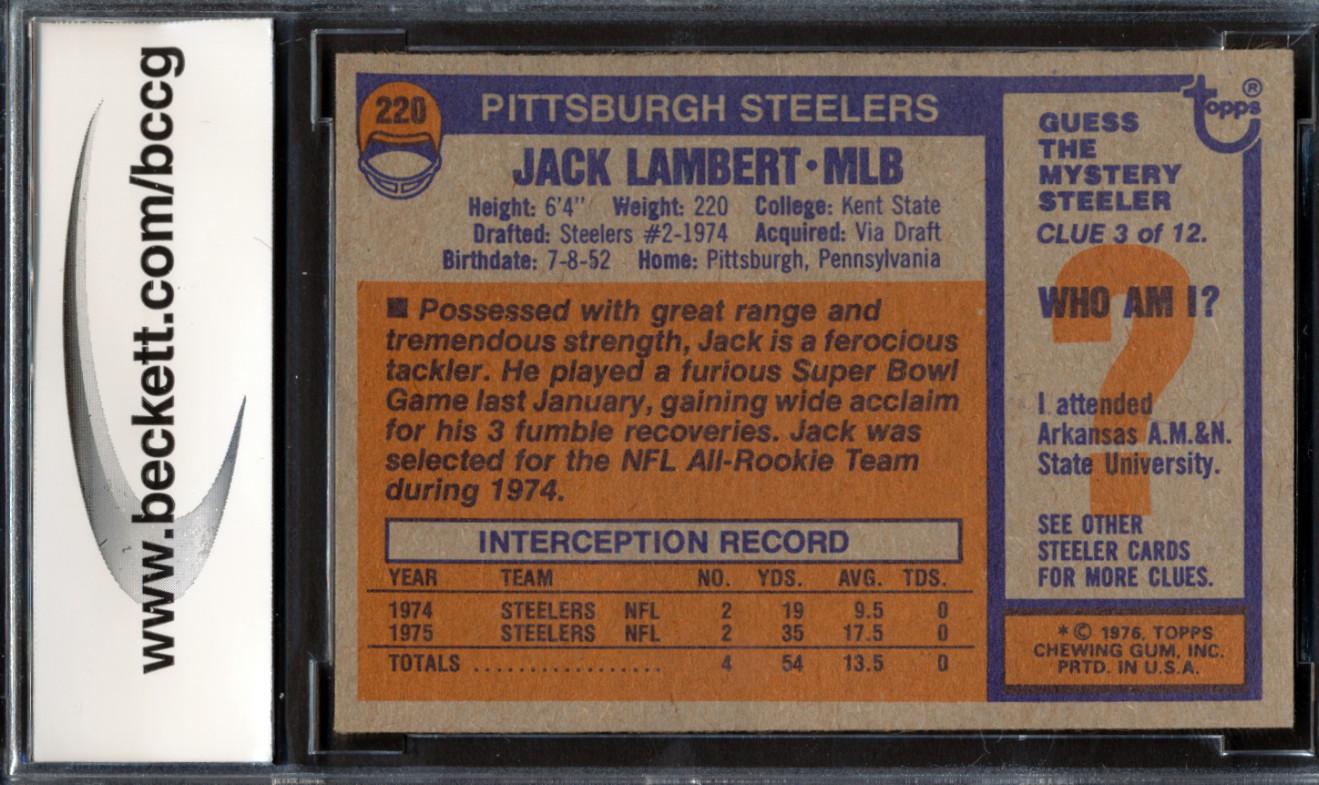 www.beckett.com/bccg
220
PITTSBURGH STEELERS
JACK LAMBERT • MLB
Height: 6'4" Weight: 220 College: Kent State
Drafted: Steelers #2-1974 Acquired: Via Draft
Birthdate: 7-8-52 Home: Pittsburgh, Pennsylvania
■ Possessed with great range and
tremendous strength, Jack is a ferocious
tackler. He played a furious Super Bowl
Game last January, gaining wide acclaim
for his 3 fumble recoveries. Jack was
selected for the NFL All-Rookie Team
during 1974.
INTERCEPTION RECORD
YEAR TEAM NO. YDS. AVG. TDS.
1974 STEELERS NFL 2 19 9.5 0
1975 STEELERS NFL 2 35 17.5 0
TOTALS ................. 4 54 13.5 0
topps®
GUESS
THE
MYSTERY
STEELER
CLUE 3 of 12.
?
WHO AM I?
I attended
Arkansas A.M.&N.
State University.
SEE OTHER
STEELER CARDS
FOR MORE CLUES.
* © 1976, TOPPS
CHEWING GUM, INC.
PRTD. IN U.S.A.